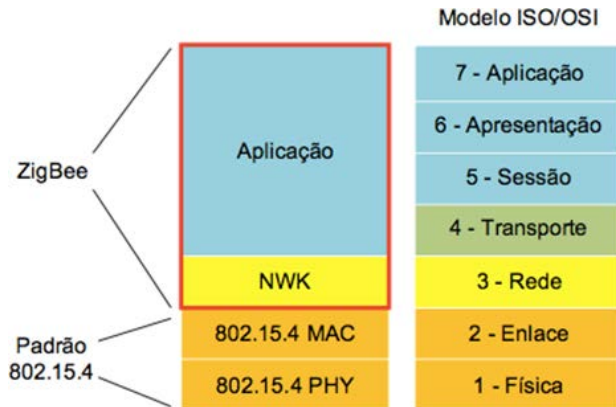 Modelo ISO/OSI
7 - Aplicação
6 - Apresentação
Aplicação
5 - Sessão
ZigBee
4 - Transporte
NWK
3 - Rede
802.15.4 MAC
2 - Enlace
Padrão
802.15.4
802.15.4 PHY
1 - Física